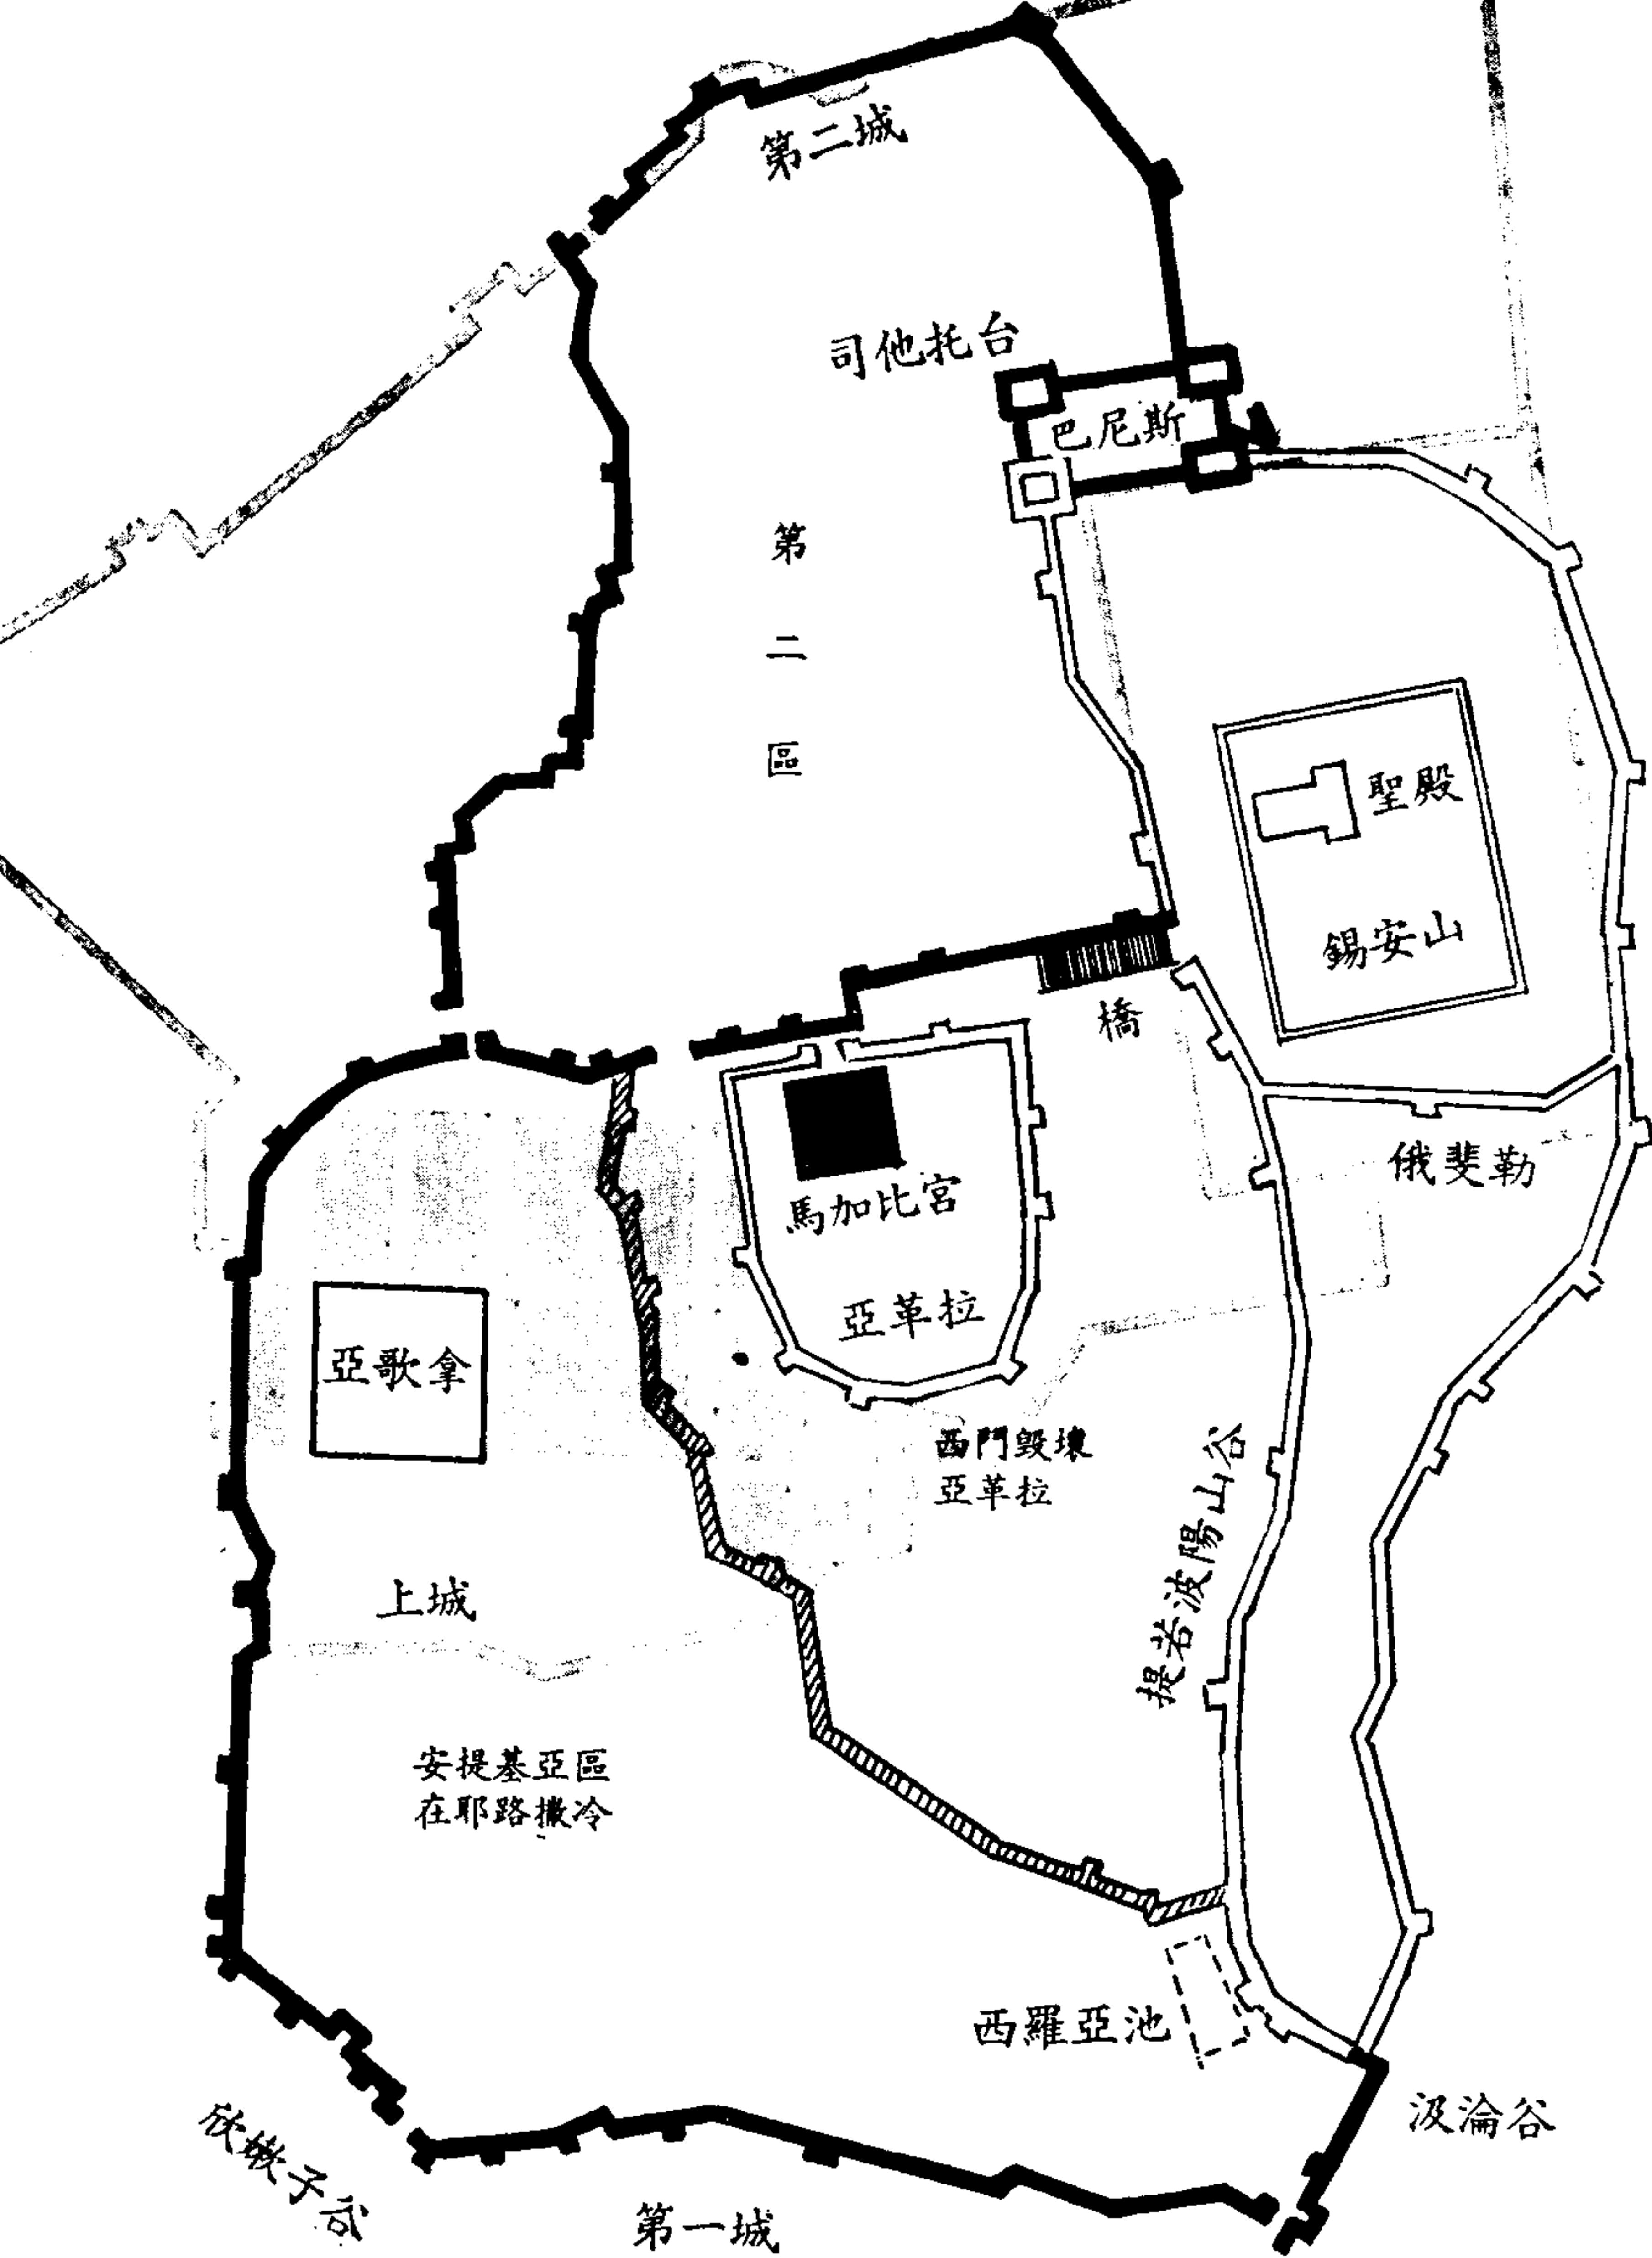 第二城
司他托台
巴尼斯
第二區
聖殿
錫安山
橋
俄斐勒
馬加比宮
亞革拉
亞歌拿
西門毀壞
亞革拉
提若波陽山谷
上城
安提基亞區
在耶路撒冷
西羅亞池
汲淪谷
欣嫩子谷
第一城